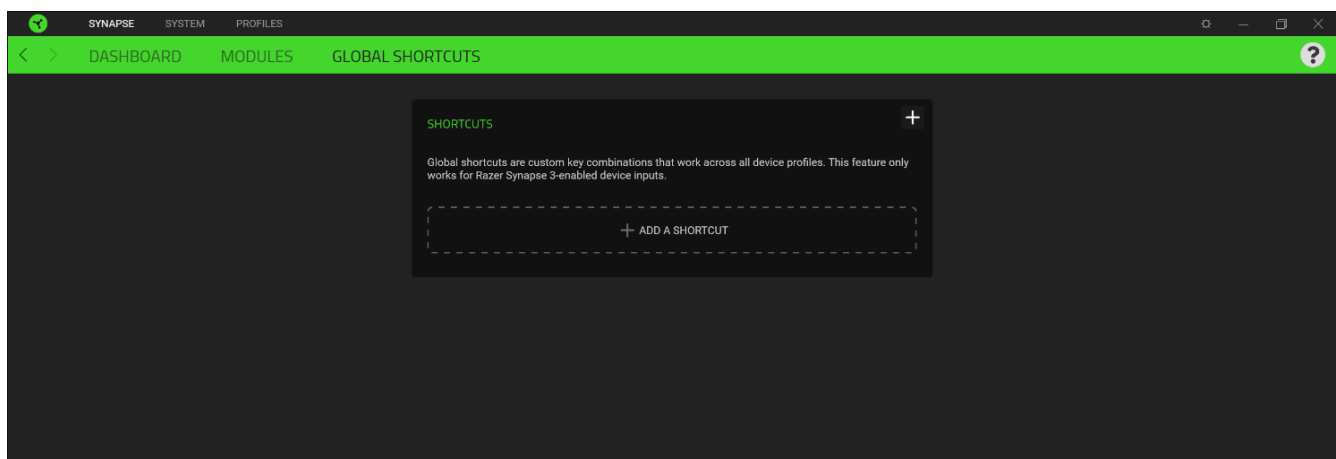 SYNAPSE SYSTEM PROFILES
DASHBOARD MODULES GLOBAL SHORTCUTS ?
SHORTCUTS
Global shortcuts are custom key combinations that work across all device profiles. This feature only
works for Razer Synapse 3-enabled device inputs.
ADD A SHORTCUT